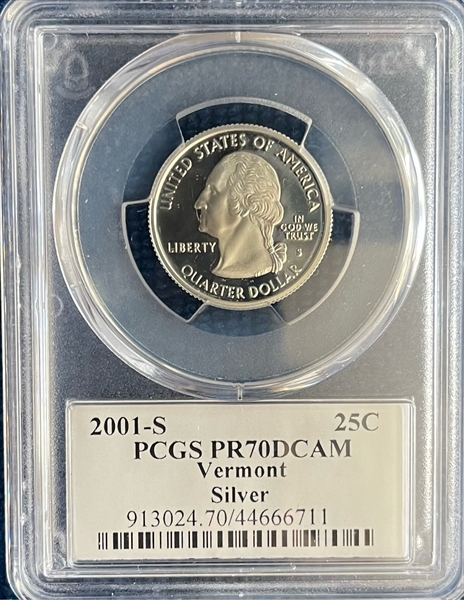 UNITED STATES OF AMERICA
LIBERTY
IN
GOD WE
TRUST
S
QUARTER DOLLAR
2001-S 25C
PCGS PR70DCAM
Vermont
Silver
913024.70/44666711